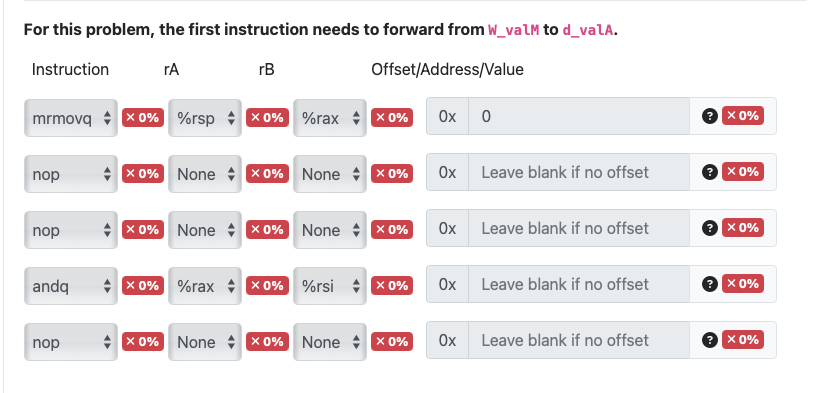 For this problem, the first instruction needs to forward from W_valM to d_valA.
Instruction rA rB Offset/Address/Value
mrmovq × 0% %rsp × 0% %rax × 0% 0x 0 ? × 0%
nop × 0% None × 0% None × 0% 0x Leave blank if no offset ? × 0%
nop × 0% None × 0% None × 0% 0x Leave blank if no offset ? × 0%
andq × 0% %rax × 0% %rsi × 0% 0x Leave blank if no offset ? × 0%
nop × 0% None × 0% None × 0% 0x Leave blank if no offset ? × 0%